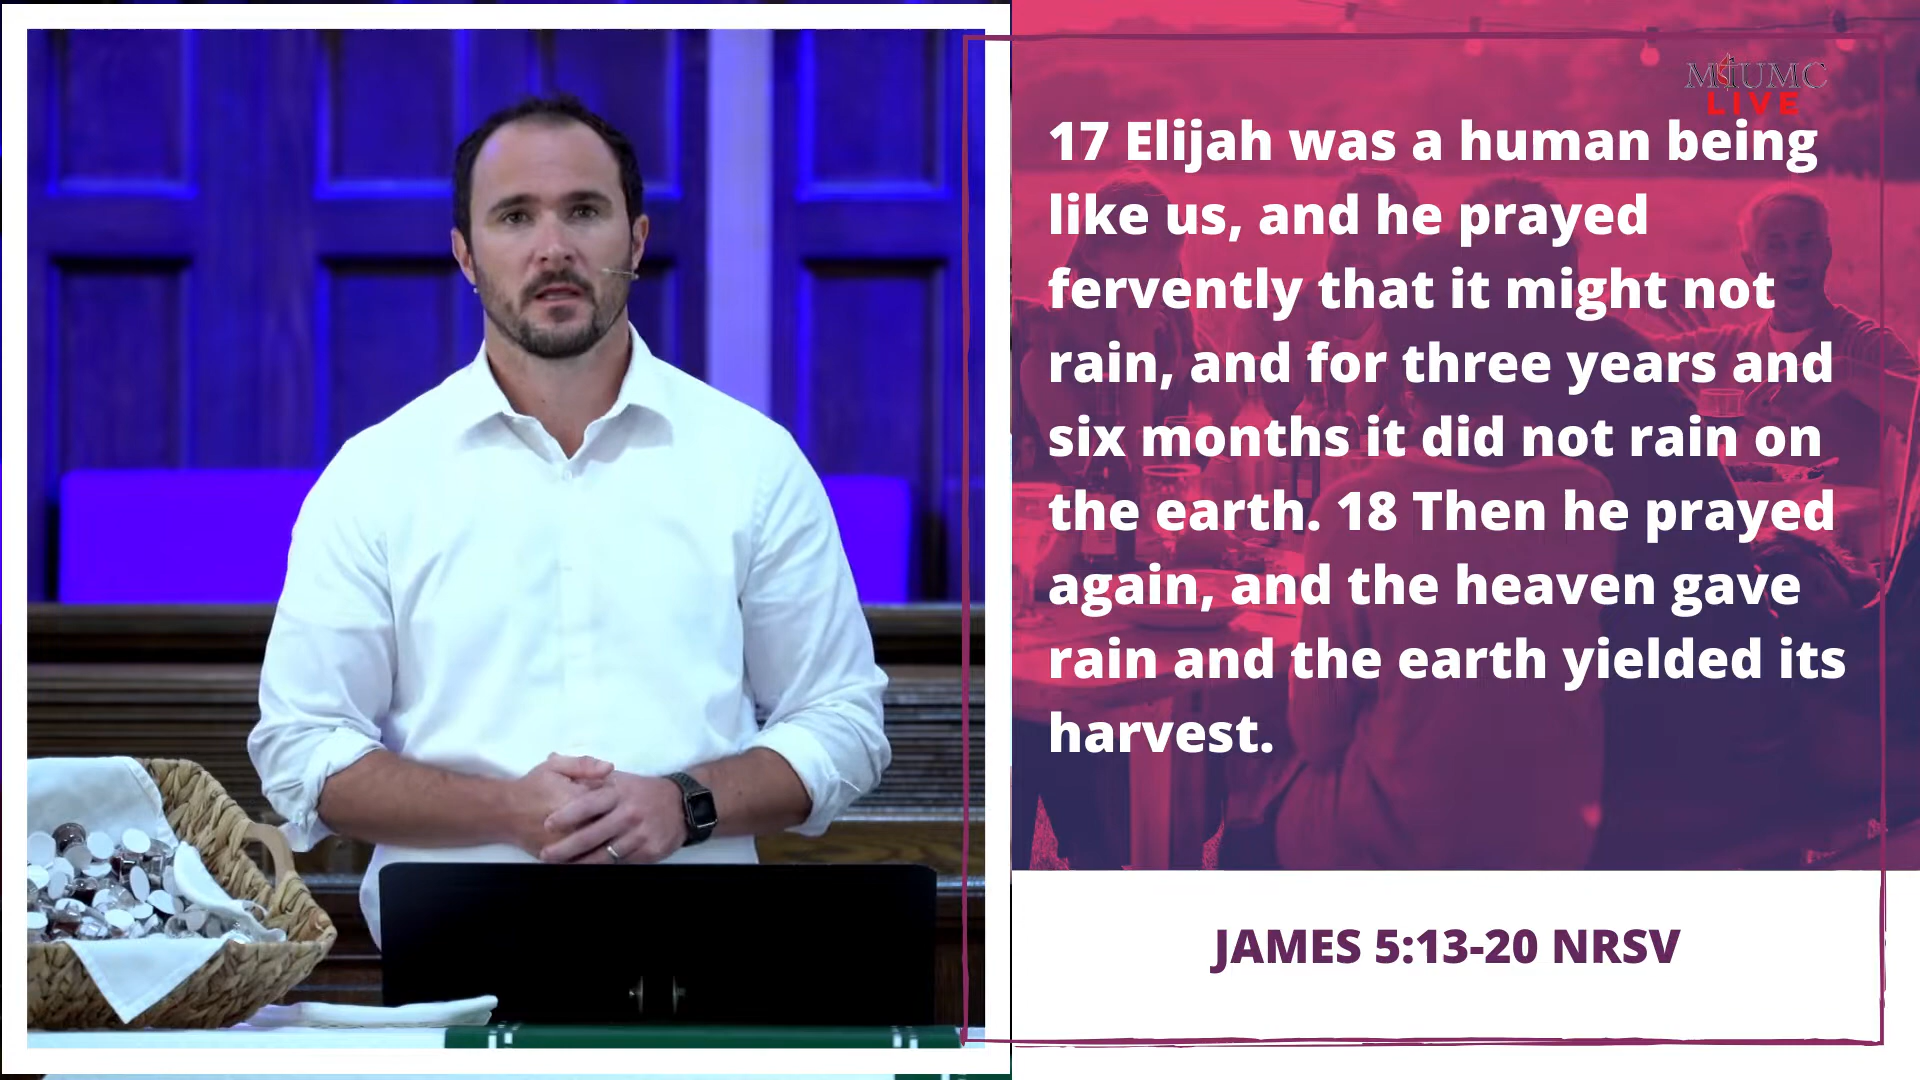 MIUMC
LIVE
17 Elijah was a human being
like us, and he prayed
fervently that it might not
rain, and for three years and
six months it did not rain on
the earth. 18 Then he prayed
again, and the heaven gave
rain and the earth yielded its
harvest.
JAMES 5:13-20 NRSV